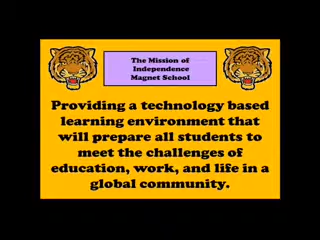 The Mission of
Independence
Magnet School
Providing a technology based
learning environment that
will prepare all students to
meet the challenges of
education, work, and life in a
global community.